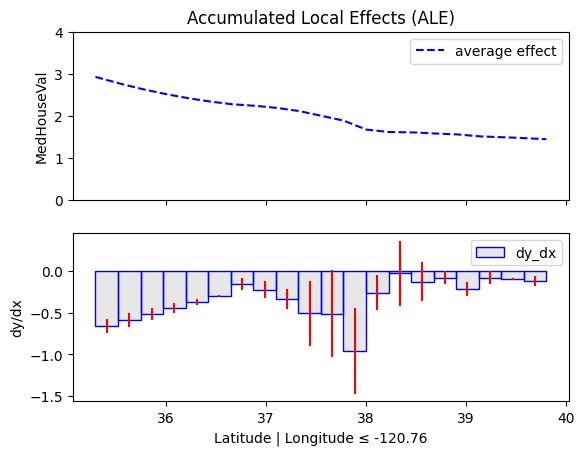 Accumulated Local Effects (ALE)
4
3
2
1
0
MedHouseVal
average effect
0.0
−0.5
−1.0
−1.5
dy/dx
dy_dx
36 37 38 39 40
Latitude | Longitude ≤ -120.76